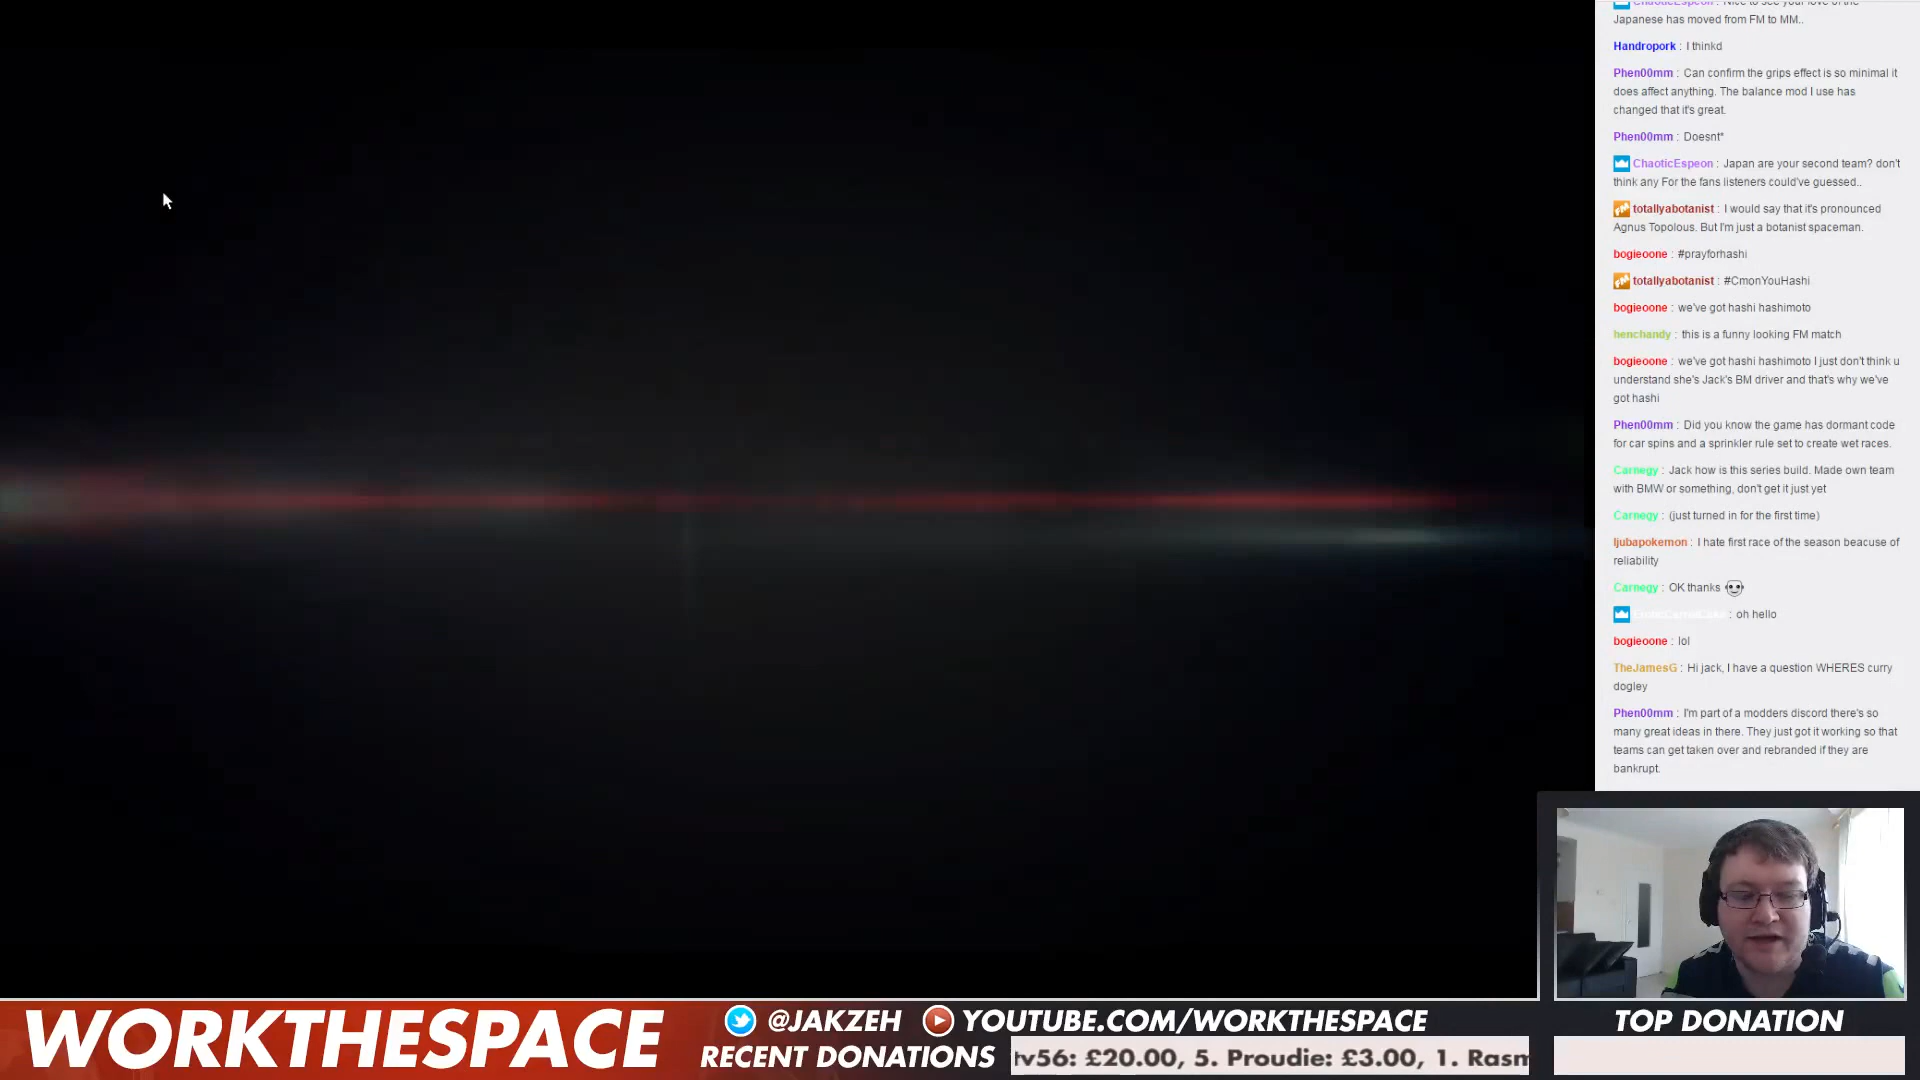 ChaoticEspeon : Nice to see your love of the
Japanese has moved from FM to MM..
Handropork : I thinkd
Phen00mm : Can confirm the grips effect is so minimal it
does affect anything. The balance mod I use has
changed that it's great.
Phen00mm : Doesnt*
ChaoticEspeon : Japan are your second team? don't
think any For the fans listeners could've guessed..
totallyabotanist : I would say that it's pronounced
Agnus Topolous. But I'm just a botanist spaceman.
bogieoone : #prayforhashi
totallyabotanist : #CmonYouHashi
bogieoone : we've got hashi hashimoto
henchandy : this is a funny looking FM match
bogieoone : we've got hashi hashimoto I just don't think u
understand she's Jack's BM driver and that's why we've
got hashi
Phen00mm : Did you know the game has dormant code
for car spins and a sprinkler rule set to create wet races.
Carnegy : Jack how is this series build. Made own team
with BMW or something, don't get it just yet
Carnegy : (just turned in for the first time)
ljubapokemon : I hate first race of the season beacuse of
reliability
Carnegy : OK thanks
: oh hello
bogieoone : lol
TheJamesG : Hi jack, I have a question WHERES curry
dogley
Phen00mm : I'm part of a modders discord there's so
many great ideas in there. They just got it working so that
teams can get taken over and rebranded if they are
bankrupt.
WORKTHESPACE
@JAKZEH
YOUTUBE.COM/WORKTHESPACE
RECENT DONATIONS
tv56: £20.00, 5. Proudie: £3.00, 1. Rasm
TOP DONATION